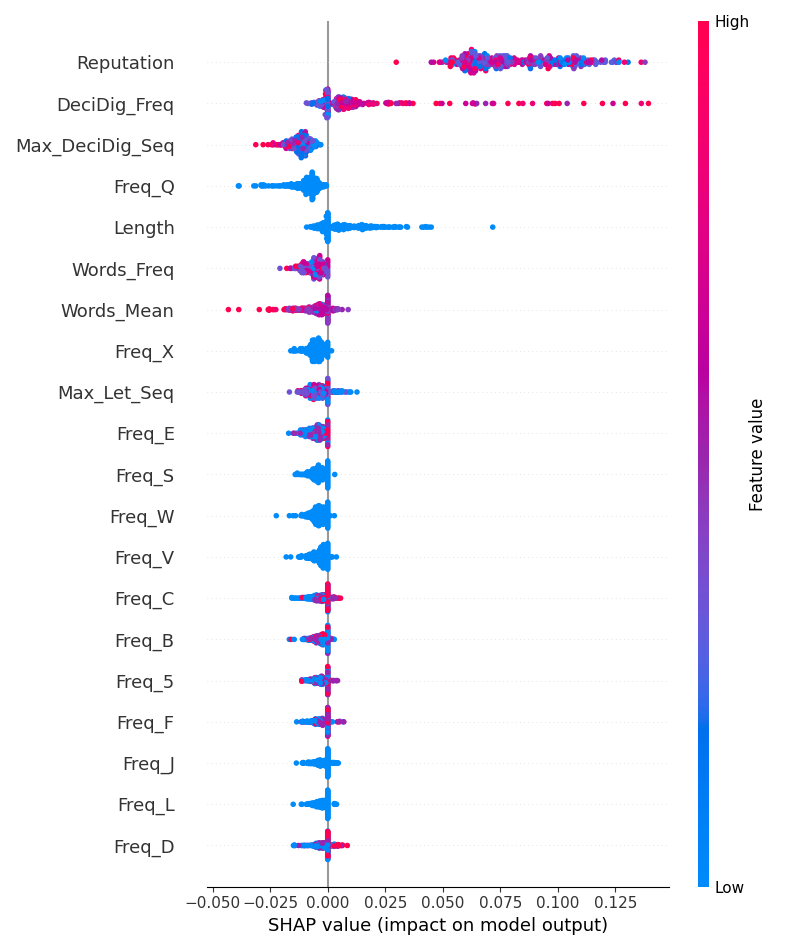 High
Reputation
DeciDig_Freq
Max_DeciDig_Seq
Freq_Q
Length
Words_Freq
Words_Mean
Freq_X
Max_Let_Seq
Freq_E
Freq_S
Freq_W
Freq_V
Freq_C
Freq_B
Freq_5
Freq_F
Freq_J
Freq_L
Freq_D
Feature value
Low
−0.050 −0.025 0.000 0.025 0.050 0.075 0.100 0.125
SHAP value (impact on model output)